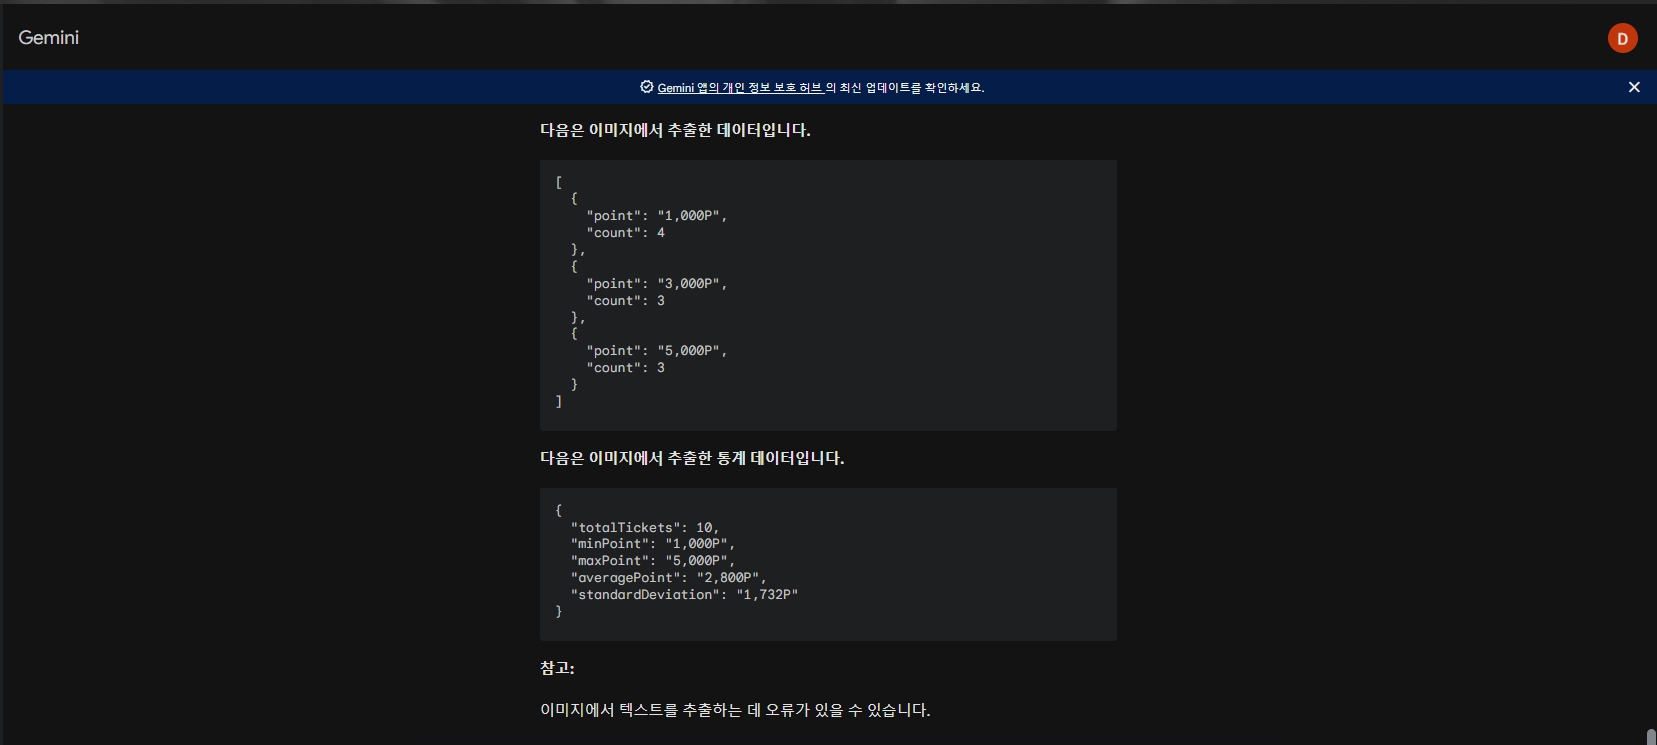 Gemini
D
Gemini 앱의 개인 정보 보호 허브 의 최신 업데이트를 확인하세요.
다음은 이미지에서 추출한 데이터입니다.
[
  {
    "point": "1,000P",
    "count": 4
  },
  {
    "point": "3,000P",
    "count": 3
  },
  {
    "point": "5,000P",
    "count": 3
  }
]
다음은 이미지에서 추출한 통계 데이터입니다.
{
  "totalTickets": 10,
  "minPoint": "1,000P",
  "maxPoint": "5,000P",
  "averagePoint": "2,800P",
  "standardDeviation": "1,732P"
}
참고:
이미지에서 텍스트를 추출하는 데 오류가 있을 수 있습니다.